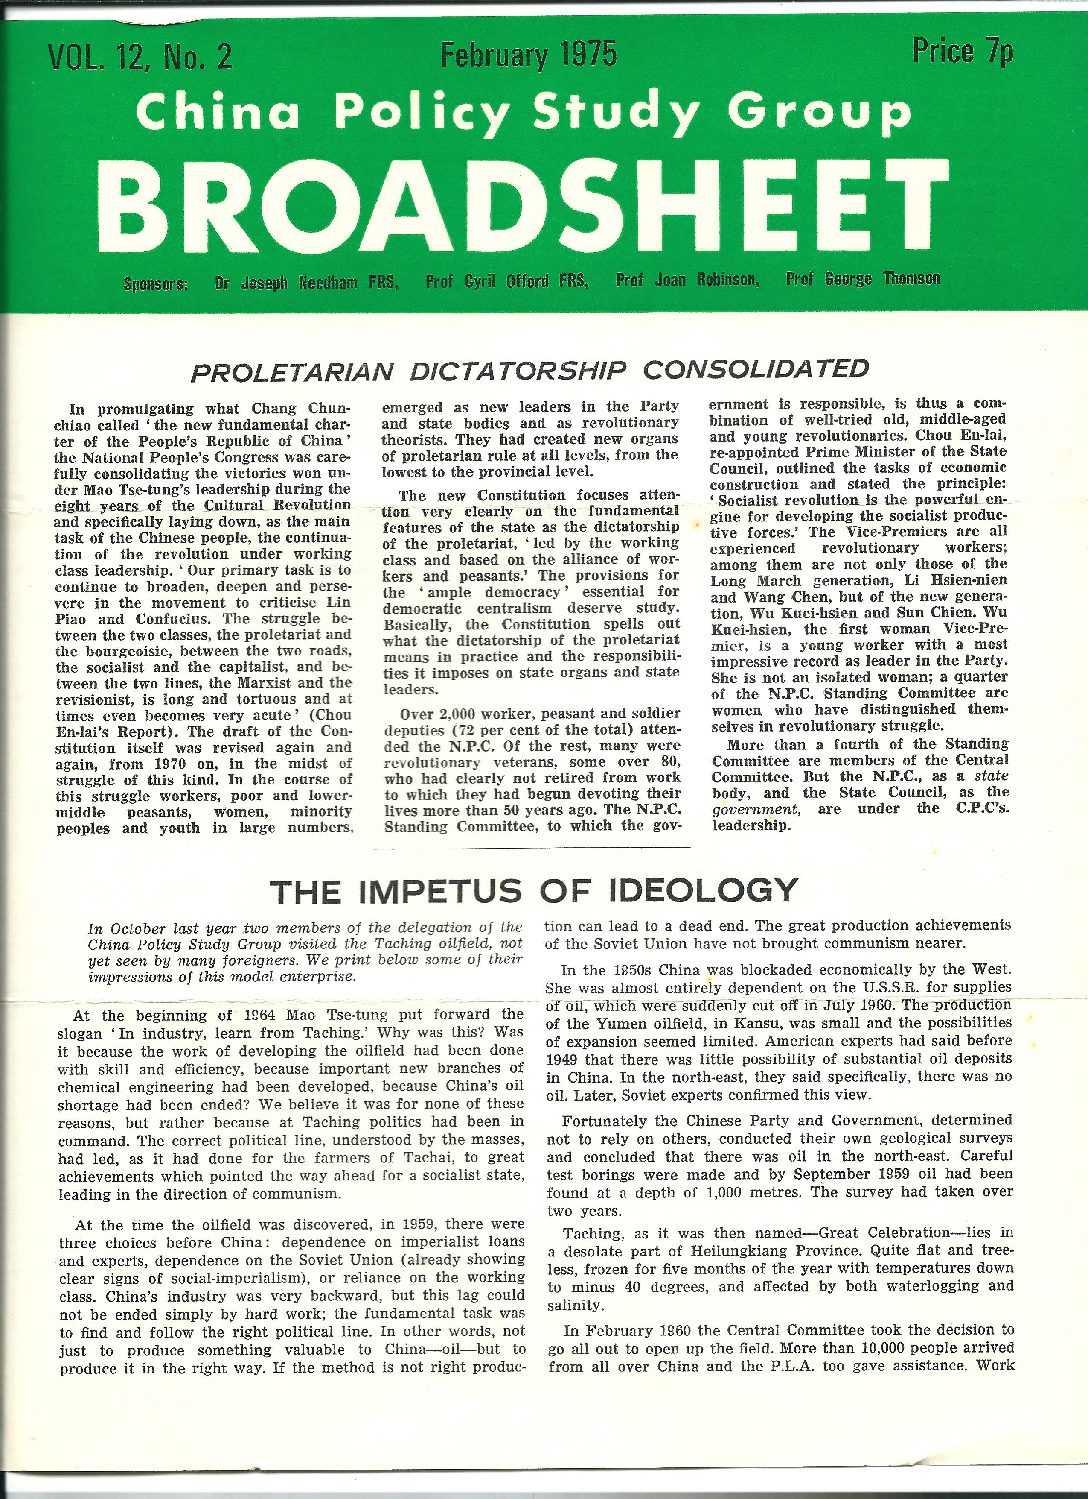 VOL. 12, No. 2
February 1975
Price 7p
China Policy Study Group
BROADSHEET
Sponsors: Dr Joseph Needham FRS, Prof Cyril Offord FRS, Prof Joan Robinson, Prof George Thomson
PROLETARIAN DICTATORSHIP CONSOLIDATED
In promulgating what Chang Chun-
chiao called ‘the new fundamental char-
ter of the People's Republic of China’
the National People's Congress was care-
fully consolidating the victories won un-
der Mao Tse-tung's leadership during the
eight years of the Cultural Revolution
and specifically laying down, as the main
task of the Chinese people, the continua-
tion of the revolution under working
class leadership. ‘Our primary task is to
continue to broaden, deepen and perse-
vere in the movement to criticise Lin
Piao and Confucius. The struggle be-
tween the two classes, the proletariat and
the bourgeoisie, between the two roads,
the socialist and the capitalist, and be-
tween the two lines, the Marxist and the
revisionist, is long and tortuous and at
times even becomes very acute’ (Chou
En-lai's Report). The draft of the Con-
stitution itself was revised again and
again, from 1970 on, in the midst of
struggle of this kind. In the course of
this struggle workers, poor and lower-
middle peasants, women, minority
peoples and youth in large numbers,
emerged as new leaders in the Party
and state bodies and as revolutionary
theorists. They had created new organs
of proletarian rule at all levels, from the
lowest to the provincial level.
The new Constitution focuses atten-
tion very clearly on the fundamental
features of the state as the dictatorship
of the proletariat, ‘led by the working
class and based on the alliance of wor-
kers and peasants.’ The provisions for
the ‘ample democracy’ essential for
democratic centralism deserve study.
Basically, the Constitution spells out
what the dictatorship of the proletariat
means in practice and the responsibili-
ties it imposes on state organs and state
leaders.
Over 2,000 worker, peasant and soldier
deputies (72 per cent of the total) atten-
ded the N.P.C. Of the rest, many were
revolutionary veterans, some over 80,
who had clearly not retired from work
to which they had begun devoting their
lives more than 50 years ago. The N.P.C.
Standing Committee, to which the gov-
ernment is responsible, is thus a com-
bination of well-tried old, middle-aged
and young revolutionaries. Chou En-lai,
re-appointed Prime Minister of the State
Council, outlined the tasks of economic
construction and stated the principle:
‘Socialist revolution is the powerful en-
gine for developing the socialist produc-
tive forces.’ The Vice-Premiers are all
experienced revolutionary workers;
among them are not only those of the
Long March generation, Li Hsien-nien
and Wang Chen, but of the new genera-
tion, Wu Kuei-hsien and Sun Chien. Wu
Kuei-hsien, the first woman Vice-Pre-
mier, is a young worker with a most
impressive record as leader in the Party.
She is not an isolated woman; a quarter
of the N.P.C. Standing Committee are
women who have distinguished them-
selves in revolutionary struggle.
More than a fourth of the Standing
Committee are members of the Central
Committee. But the N.P.C., as a state
body, and the State Council, as the
government, are under the C.P.C's.
leadership.
THE IMPETUS OF IDEOLOGY
In October last year two members of the delegation of the
China Policy Study Group visited the Taching oilfield, not
yet seen by many foreigners. We print below some of their
impressions of this model enterprise.
At the beginning of 1964 Mao Tse-tung put forward the
slogan ‘In industry, learn from Taching.’ Why was this? Was
it because the work of developing the oilfield had been done
with skill and efficiency, because important new branches of
chemical engineering had been developed, because China's oil
shortage had been ended? We believe it was for none of these
reasons, but rather because at Taching politics had been in
command. The correct political line, understood by the masses,
had led, as it had done for the farmers of Tachai, to great
achievements which pointed the way ahead for a socialist state,
leading in the direction of communism.
At the time the oilfield was discovered, in 1959, there were
three choices before China: dependence on imperialist loans
and experts, dependence on the Soviet Union (already showing
clear signs of social-imperialism), or reliance on the working
class. China's industry was very backward, but this lag could
not be ended simply by hard work; the fundamental task was
to find and follow the right political line. In other words, not
just to produce something valuable to China—oil—but to
produce it in the right way. If the method is not right produc-
tion can lead to a dead end. The great production achievements
of the Soviet Union have not brought communism nearer.
In the 1950s China was blockaded economically by the West.
She was almost entirely dependent on the U.S.S.R. for supplies
of oil, which were suddenly cut off in July 1960. The production
of the Yumen oilfield, in Kansu, was small and the possibilities
of expansion seemed limited. American experts had said before
1949 that there was little possibility of substantial oil deposits
in China. In the north-east, they said specifically, there was no
oil. Later, Soviet experts confirmed this view.
Fortunately the Chinese Party and Government, determined
not to rely on others, conducted their own geological surveys
and concluded that there was oil in the north-east. Careful
test borings were made and by September 1959 oil had been
found at a depth of 1,000 metres. The survey had taken over
two years.
Taching, as it was then named—Great Celebration—lies in
a desolate part of Heilungkiang Province. Quite flat and tree-
less, frozen for five months of the year with temperatures down
to minus 40 degrees, and affected by both waterlogging and
salinity.
In February 1960 the Central Committee took the decision to
go all out to open up the field. More than 10,000 people arrived
from all over China and the P.L.A. too gave assistance. Work